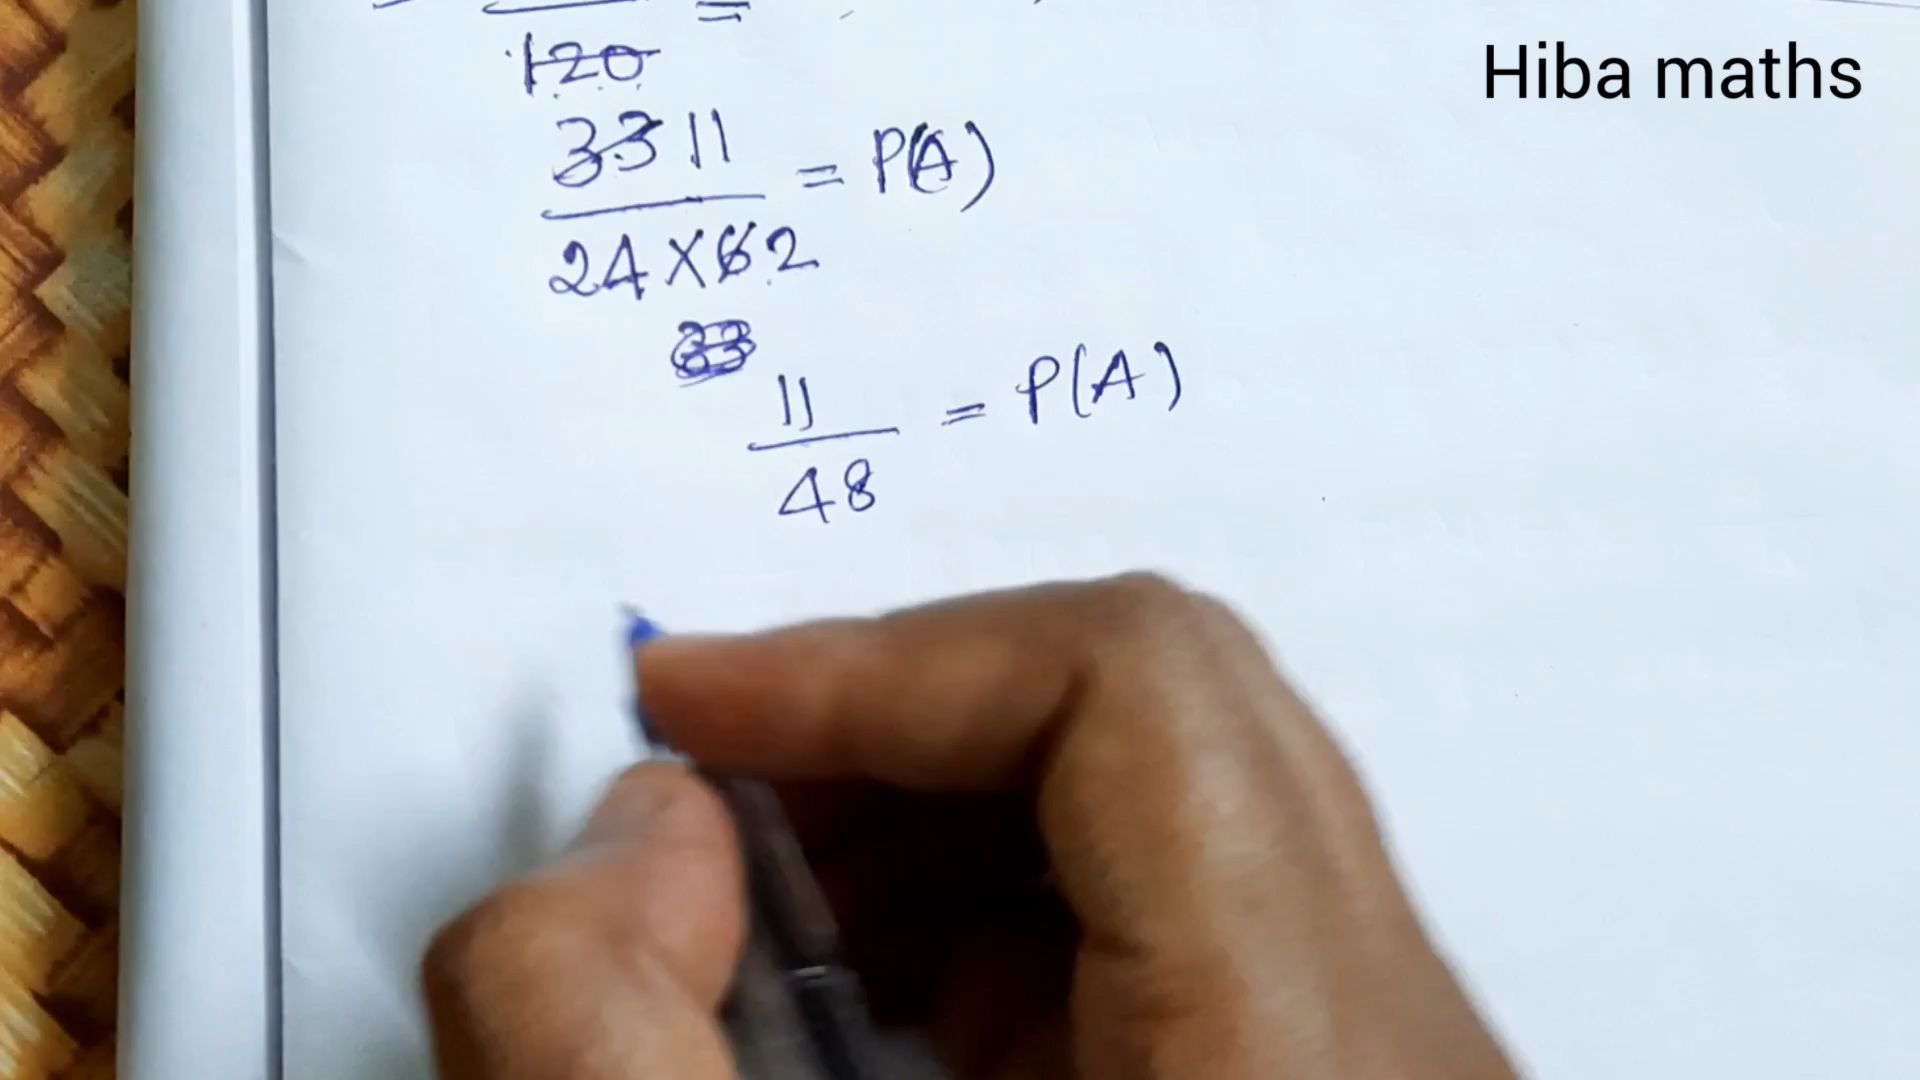 Hiba maths
=
120
33 11 = P(A)
24 X 6 2
33
11 = P(A)
48